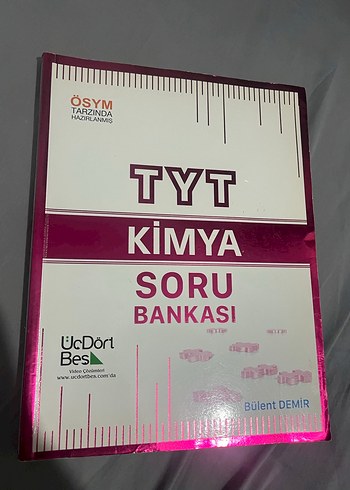 ÖSYM
TARZINDA
HAZIRLANMIŞ
TYT
KİMYA
SORU
BANKASI
ÜçDört
Beş
Video Çözümleri
www.ucdortbes.com'da
Bülent DEMİR